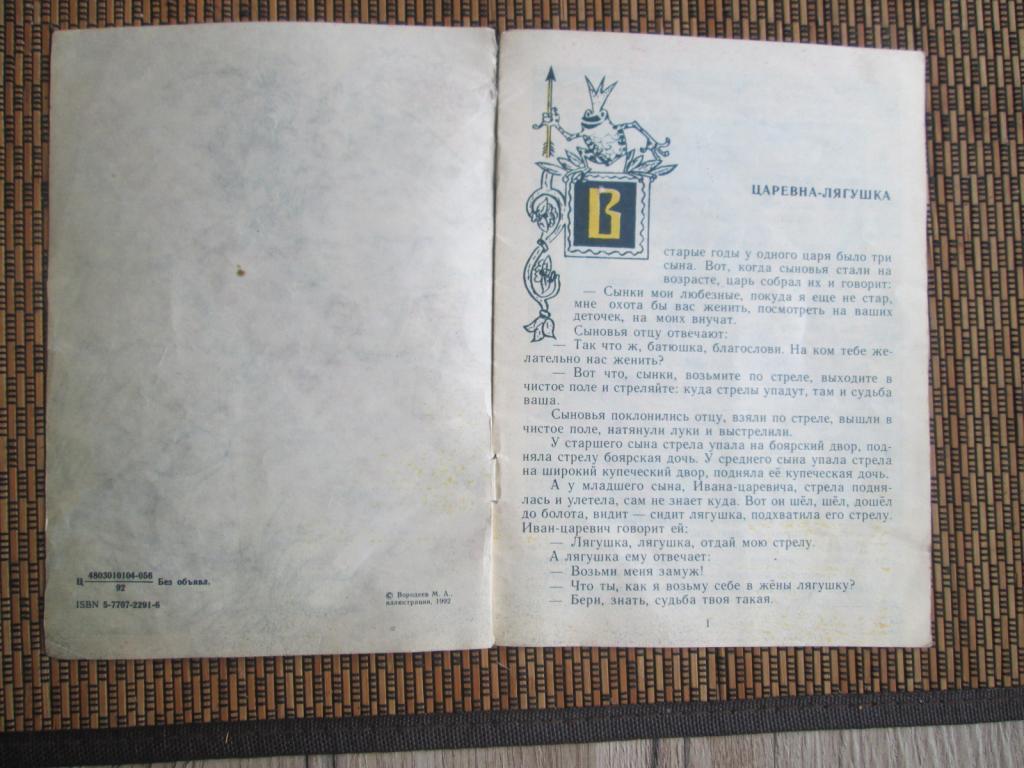 Ц 4803010104-056 Без объявл.
92
ISBN 5-7707-2291-6
© Вородеев М. А.,
иллюстрации, 1992
ЦАРЕВНА-ЛЯГУШКА
В
старые годы у одного царя было три
сына. Вот, когда сыновья стали на
возрасте, царь собрал их и говорит:
— Сынки мои любезные, покуда я еще не стар,
мне охота бы вас женить, посмотреть на ваших
деточек, на моих внучат.
Сыновья отцу отвечают:
— Так что ж, батюшка, благослови. На ком тебе же-
лательно нас женить?
— Вот что, сынки, возьмите по стреле, выходите в
чистое поле и стреляйте: куда стрелы упадут, там и судьба
ваша.
Сыновья поклонились отцу, взяли по стреле, вышли в
чистое поле, натянули луки и выстрелили.
У старшего сына стрела упала на боярский двор, под-
няла стрелу боярская дочь. У среднего сына упала стрела
на широкий купеческий двор, подняла её купеческая дочь.
А у младшего сына, Ивана-царевича, стрела подня-
лась и улетела, сам не знает куда. Вот он шёл, шёл, дошёл
до болота, видит — сидит лягушка, подхватила его стрелу.
Иван-царевич говорит ей:
— Лягушка, лягушка, отдай мою стрелу.
А лягушка ему отвечает:
— Возьми меня замуж!
— Что ты, как я возьму себе в жёны лягушку?
— Бери, знать, судьба твоя такая.
1